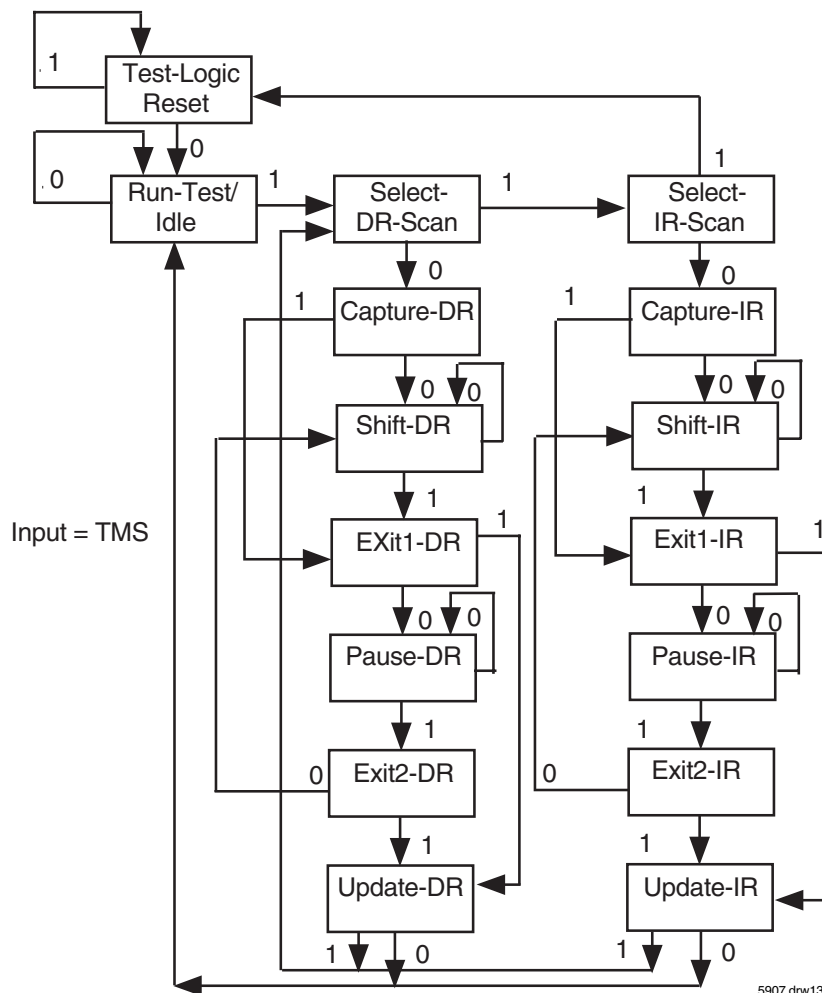 1
Test-Logic
Reset
0
0
Run-Test/
Idle
1
Select-
DR-Scan
1
Select-
IR-Scan
1
0
0
1
Capture-DR
1
Capture-IR
0
0
0
0
Shift-DR
Shift-IR
1
1
Input = TMS
EXit1-DR
1
Exit1-IR
1
0
0
0
0
Pause-DR
Pause-IR
1
1
0
Exit2-DR
0
Exit2-IR
1
1
Update-DR
Update-IR
1
0
1
0
5907 drw13